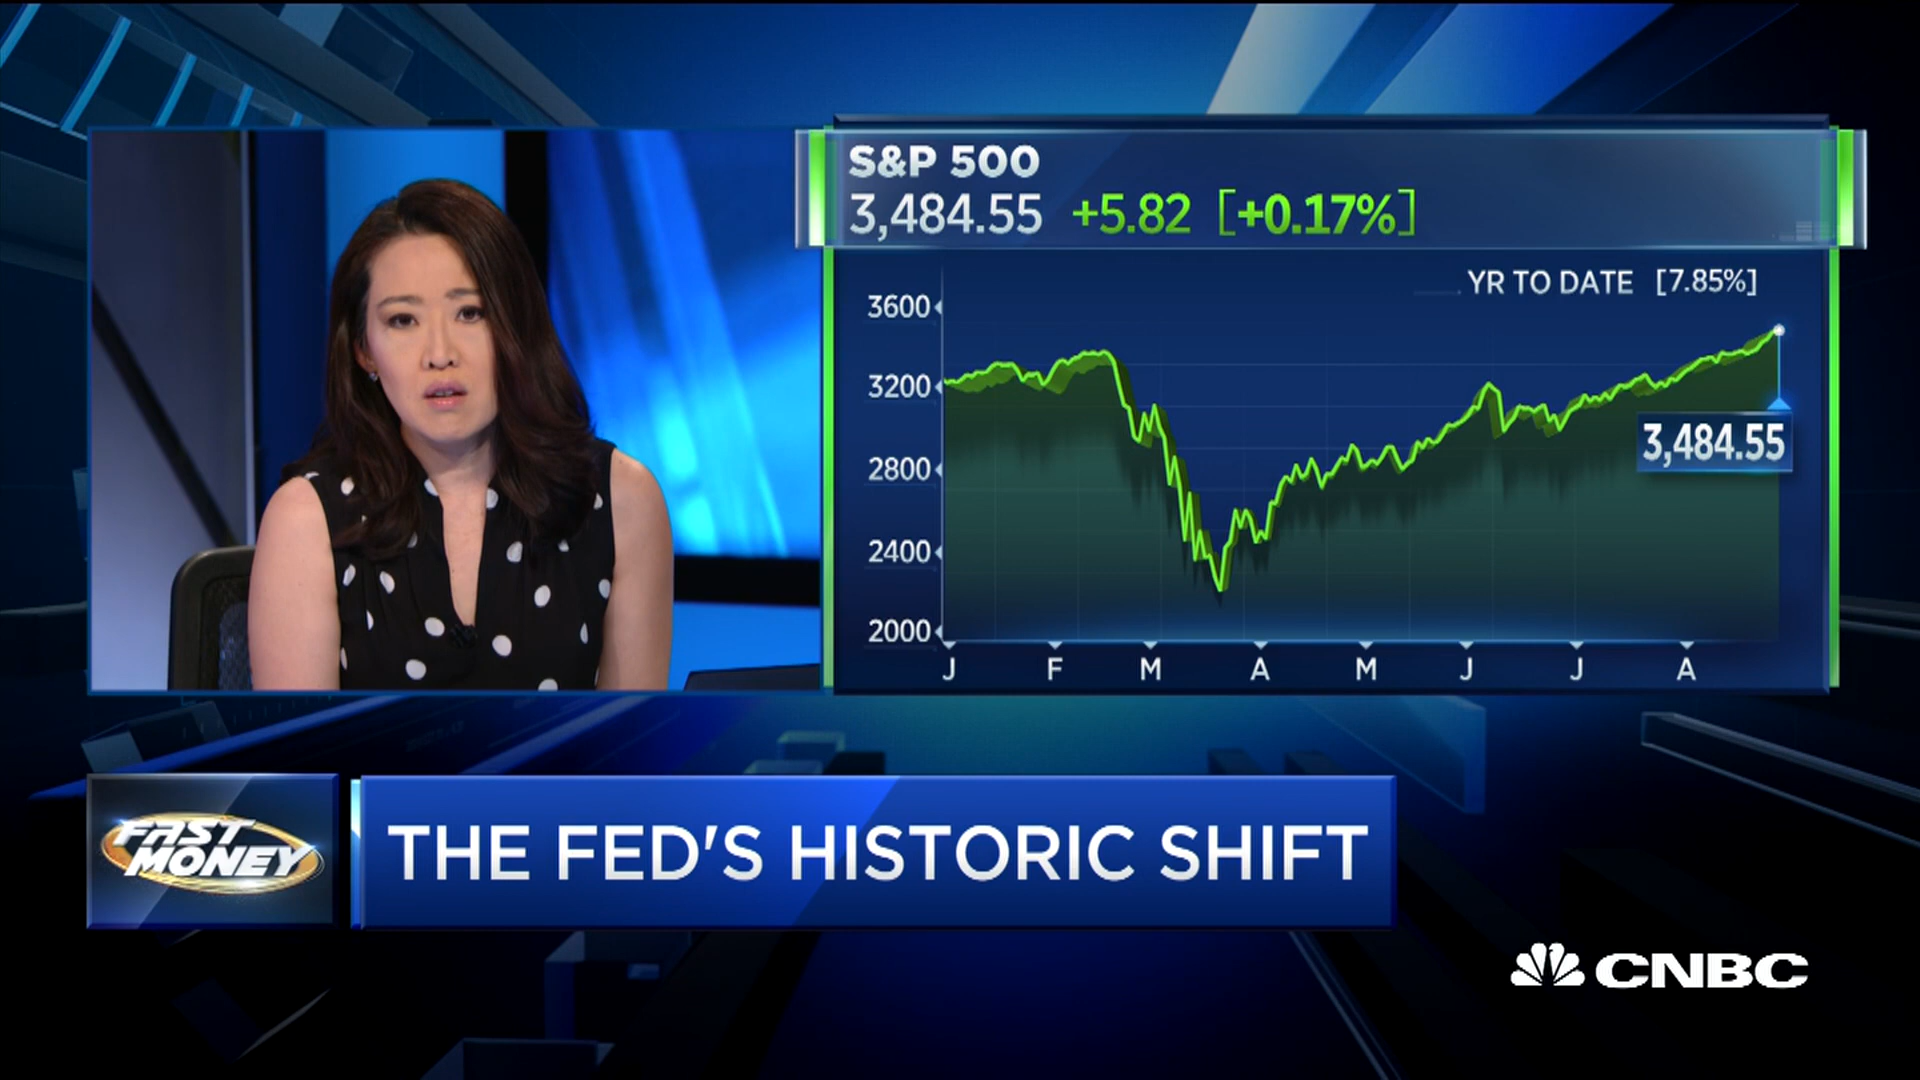 S&P 500
3,484.55 +5.82 [+0.17%]
YR TO DATE [7.85%]
3600
3200
2800
2400
2000
3,484.55
J F M A M J J A
FAST
MONEY
THE FED'S HISTORIC SHIFT
CNBC